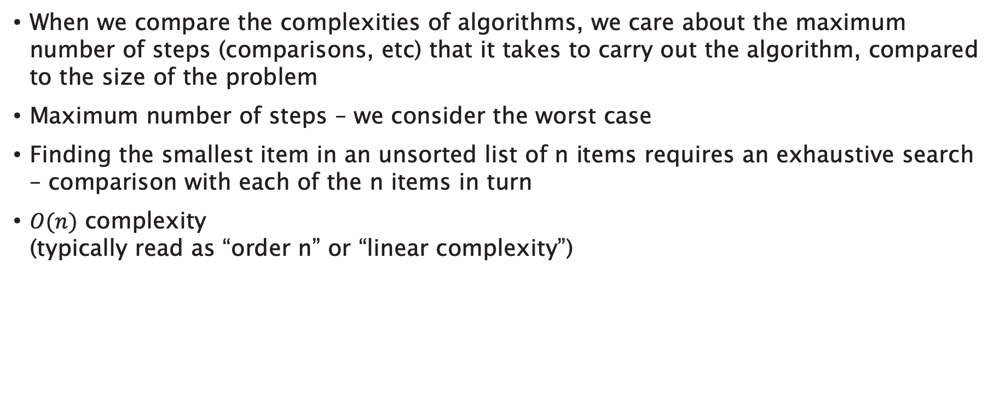 • When we compare the complexities of algorithms, we care about the maximum
number of steps (comparisons, etc) that it takes to carry out the algorithm, compared
to the size of the problem
• Maximum number of steps – we consider the worst case
• Finding the smallest item in an unsorted list of n items requires an exhaustive search
– comparison with each of the n items in turn
• O(n) complexity
(typically read as “order n” or “linear complexity”)